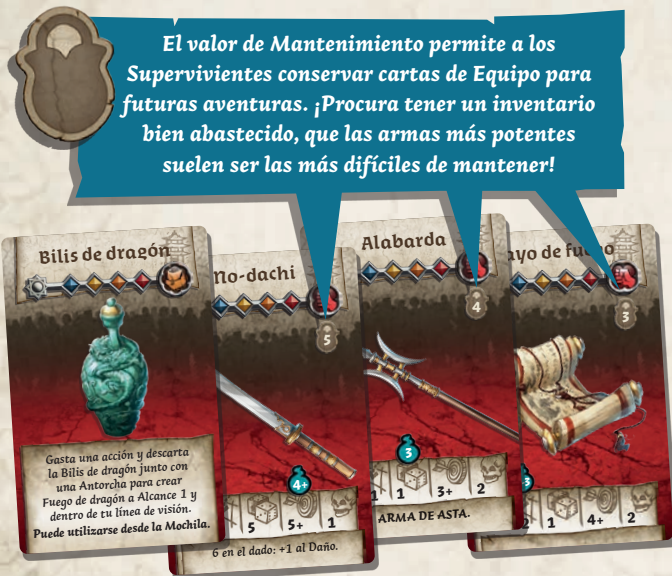 El valor de Mantenimiento permite a los
Supervivientes conservar cartas de Equipo para
futuras aventuras. ¡Procura tener un inventario
bien abastecido, que las armas más potentes
suelen ser las más difíciles de mantener!
Bilis de dragón
Gasta una acción y descarta
la Bilis de dragón junto con
una Antorcha para crear
Fuego de dragón a Alcance 1 y
dentro de tu línea de visión.
Puede utilizarse desde la Mochila.
No-dachi
5
4+
5 5+ 1
6 en el dado: +1 al Daño.
Alabarda
4
3
1 1 3+ 2
ARMA DE ASTA.
ayo de fuego
3
3
2 1 4+ 2